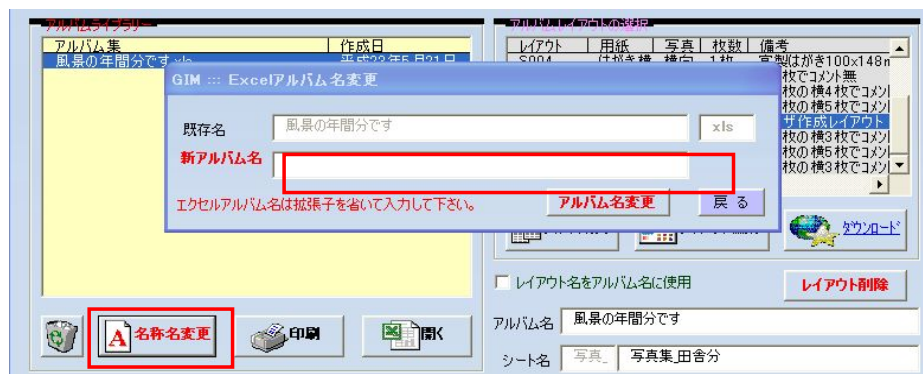 アルバムライブラリー
アルバム集 作成日
風景の年間分です.xls 平成23年5月21日
GIM ::: Excelアルバム名変更
既存名 風景の年間分です xls
新アルバム名
エクセルアルバム名は拡張子を省いて入力して下さい。
アルバム名変更 戻 る
名称名変更 印刷 開く
アルバムレイアウトの選択
レイアウト 用紙 写真 枚数 備考
S004 はがき横 横向 1枚 官製はがき100x148m
枚でコメント無
枚の横4枚でコメン
枚の横5枚でコメン
ザ作成レイアウト
枚の横3枚でコメン
枚の横5枚でコメン
枚の横3枚でコメン
ダウンロード
レイアウト名をアルバム名に使用 レイアウト削除
アルバム名 風景の年間分です
シート名 写真_ 写真集_田舎分